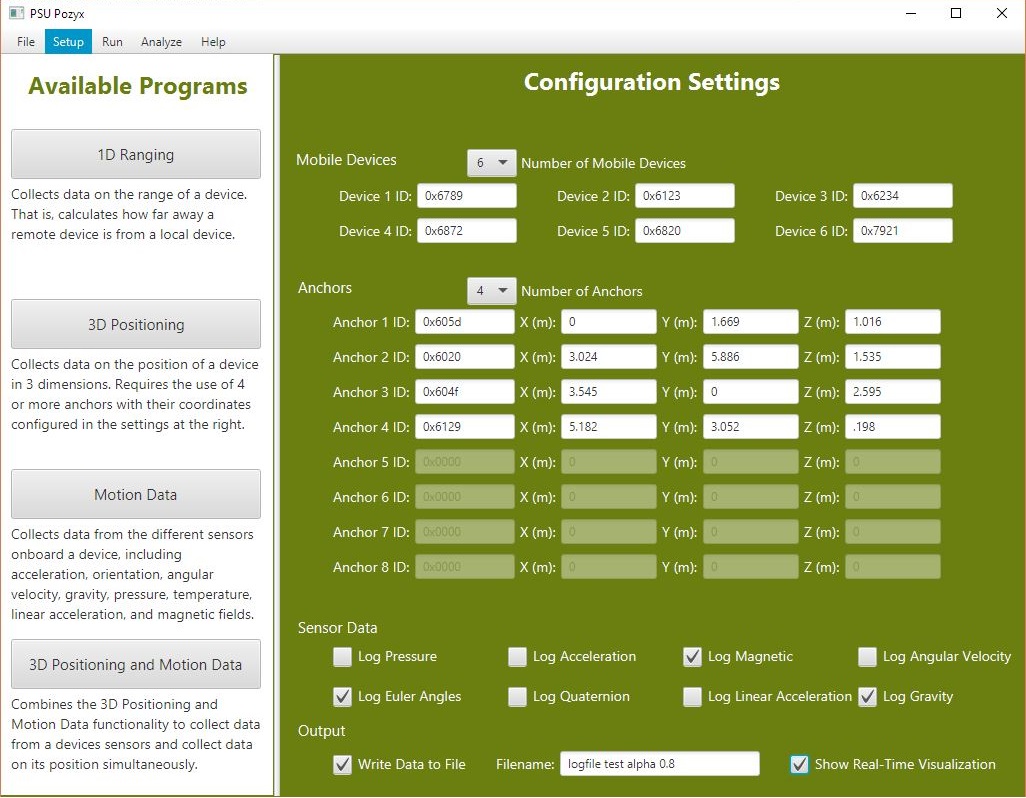 PSU Pozyx
File Setup Run Analyze Help
Available Programs
1D Ranging
Collects data on the range of a device.
That is, calculates how far away a
remote device is from a local device.
3D Positioning
Collects data on the position of a device
in 3 dimensions. Requires the use of 4
or more anchors with their coordinates
configured in the settings at the right.
Motion Data
Collects data from the different sensors
onboard a device, including
acceleration, orientation, angular
velocity, gravity, pressure, temperature,
linear acceleration, and magnetic fields.
3D Positioning and Motion Data
Combines the 3D Positioning and
Motion Data functionality to collect data
from a devices sensors and collect data
on its position simultaneously.
Configuration Settings
Mobile Devices 6 Number of Mobile Devices
Device 1 ID: 0x6789 Device 2 ID: 0x6123 Device 3 ID: 0x6234
Device 4 ID: 0x6872 Device 5 ID: 0x6820 Device 6 ID: 0x7921
Anchors 4 Number of Anchors
Anchor 1 ID: 0x605d X (m): 0 Y (m): 1.669 Z (m): 1.016
Anchor 2 ID: 0x6020 X (m): 3.024 Y (m): 5.886 Z (m): 1.535
Anchor 3 ID: 0x604f X (m): 3.545 Y (m): 0 Z (m): 2.595
Anchor 4 ID: 0x6129 X (m): 5.182 Y (m): 3.052 Z (m): .198
Anchor 5 ID: 0x0000 X (m): 0 Y (m): 0 Z (m): 0
Anchor 6 ID: 0x0000 X (m): 0 Y (m): 0 Z (m): 0
Anchor 7 ID: 0x0000 X (m): 0 Y (m): 0 Z (m): 0
Anchor 8 ID: 0x0000 X (m): 0 Y (m): 0 Z (m): 0
Sensor Data
Log Pressure Log Acceleration Log Magnetic Log Angular Velocity
Log Euler Angles Log Quaternion Log Linear Acceleration Log Gravity
Output
Write Data to File Filename: logfile test alpha 0.8 Show Real-Time Visualization